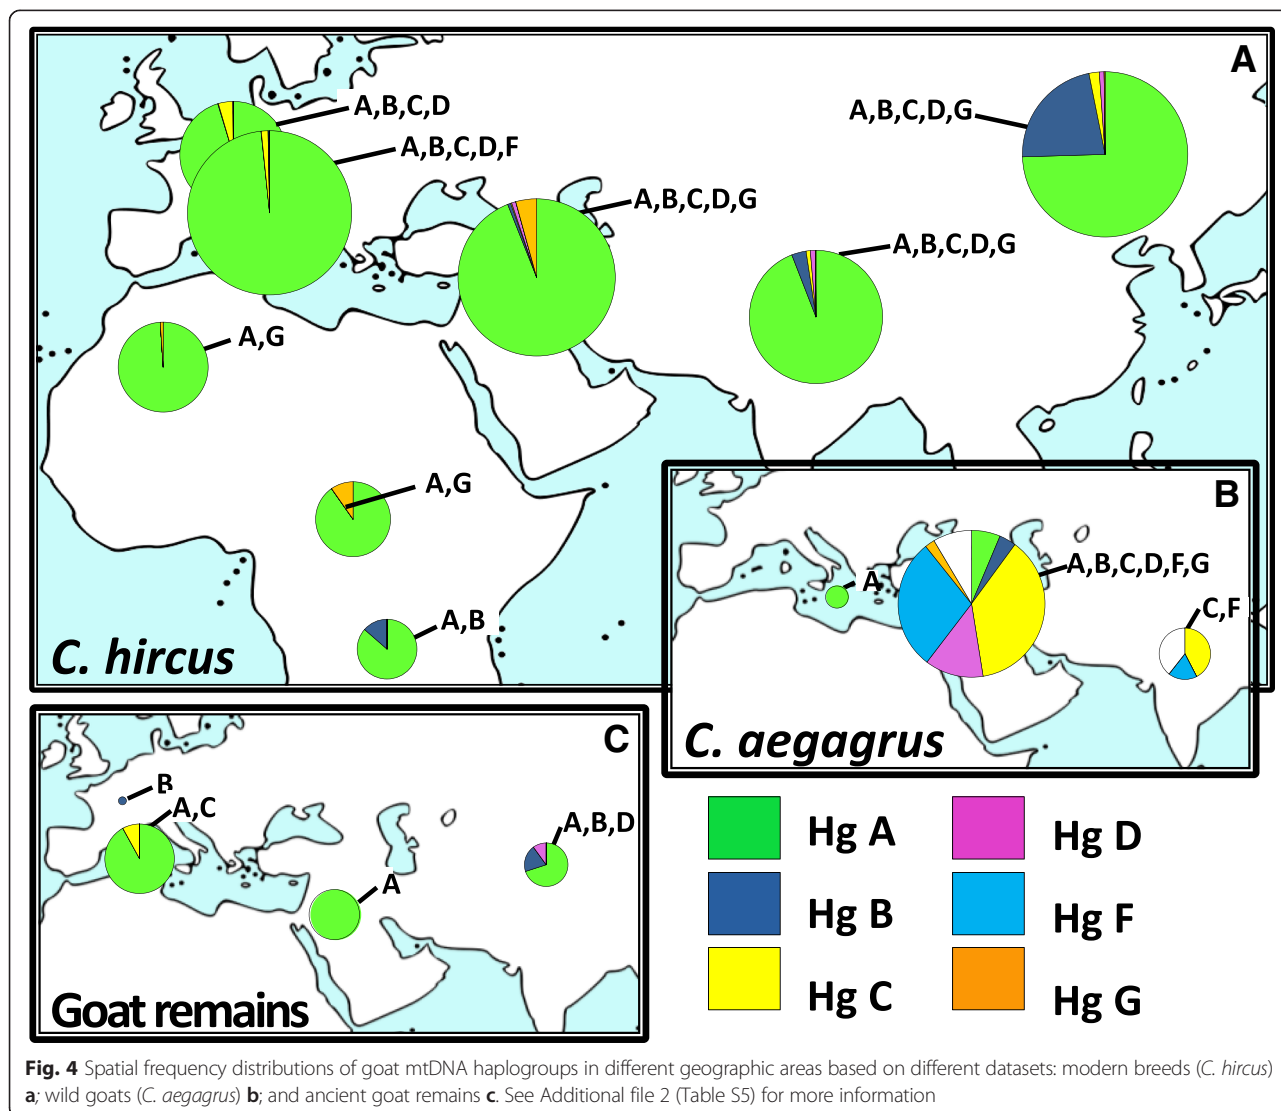 A
A,B,C,D
A,B,C,D,F
A,B,C,D,G
A,B,C,D,G
A,B,C,D,G
A,G
A,G
A,B
C. hircus
B
A
A,B,C,D,F,G
C,F
C. aegagrus
C
B
A,C
A
A,B,D
Goat remains
Hg A
Hg D
Hg B
Hg F
Hg C
Hg G
Fig. 4 Spatial frequency distributions of goat mtDNA haplogroups in different geographic areas based on different datasets: modern breeds (C. hircus)
a; wild goats (C. aegagrus) b; and ancient goat remains c. See Additional file 2 (Table S5) for more information